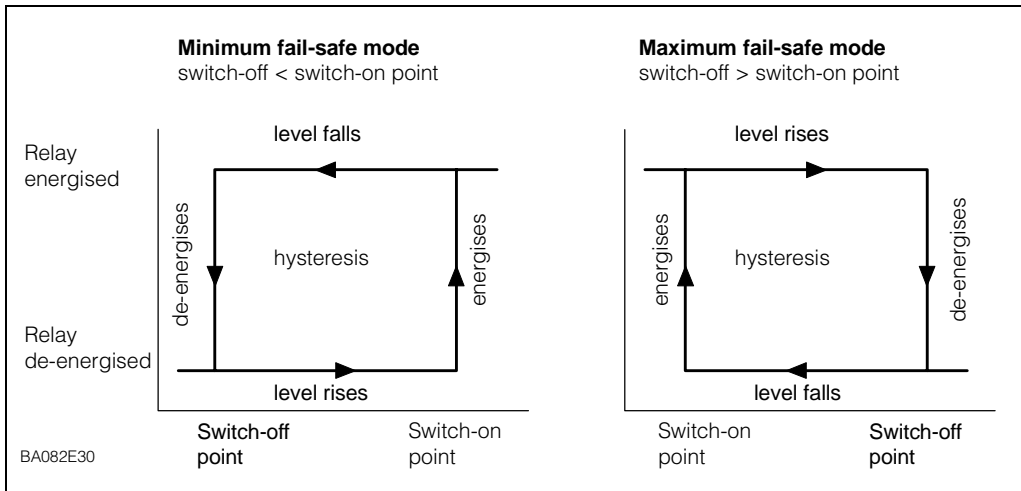 Minimum fail-safe mode
switch-off < switch-on point
level falls
Relay
energised
de-energises
hysteresis
energises
Relay
de-energised
level rises
Switch-off
point
Switch-on
point
BA082E30
Maximum fail-safe mode
switch-off > switch-on point
level rises
energises
hysteresis
de-energises
level falls
Switch-on
point
Switch-off
point